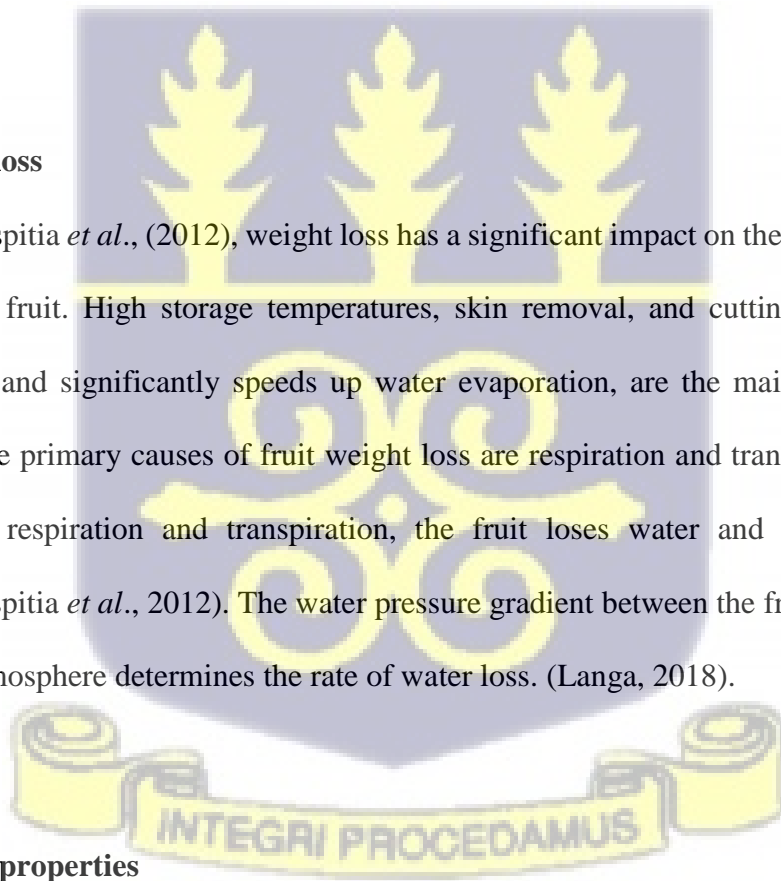 loss
spitia et al., (2012), weight loss has a significant impact on the
fruit. High storage temperatures, skin removal, and cuttin
and significantly speeds up water evaporation, are the mai
e primary causes of fruit weight loss are respiration and tran
respiration and transpiration, the fruit loses water and
spitia et al., 2012). The water pressure gradient between the fr
nosphere determines the rate of water loss. (Langa, 2018).
INTEGRI PROCEDAMUS
properties